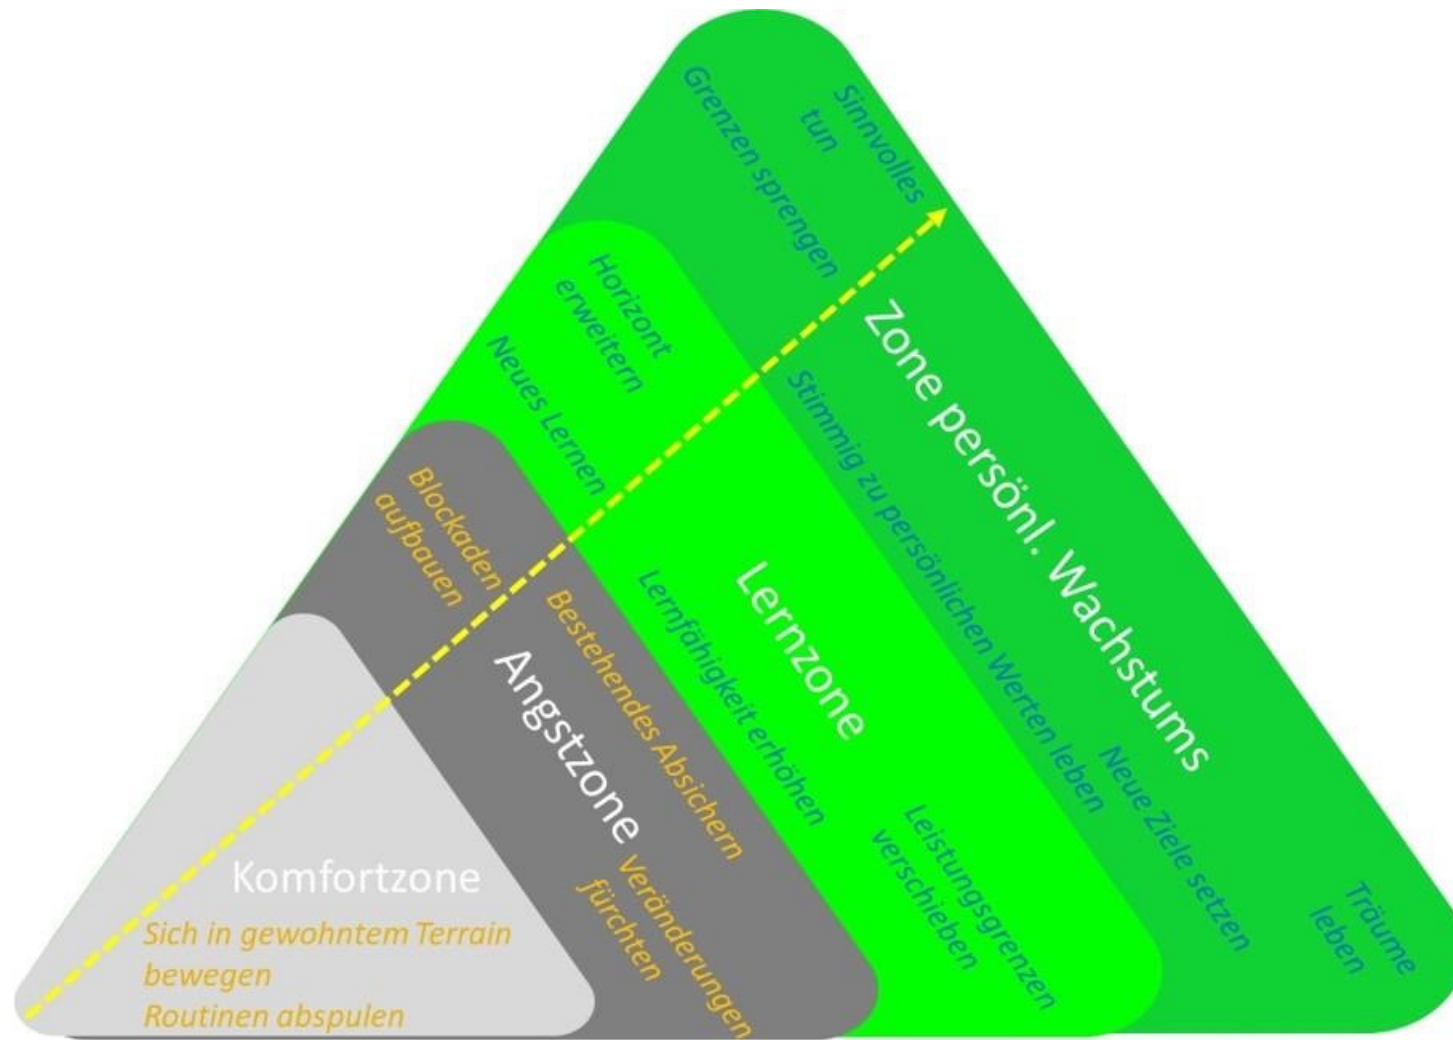 Sinnvolles
tun
Grenzen sprengen
Zone persönl. Wachstums
Stimmig zu persönlichen Werten leben
Neue Ziele setzen
Träume
leben
Horizont
erweitern
Neues Lernen
Lernzone
Lernfähigkeit erhöhen
Leistungsgrenzen
verschieben
Blockaden
aufbauen
Bestehendes Absichern
Angstzone
Veränderungen
fürchten
Komfortzone
Sich in gewohntem Terrain
bewegen
Routinen abspulen